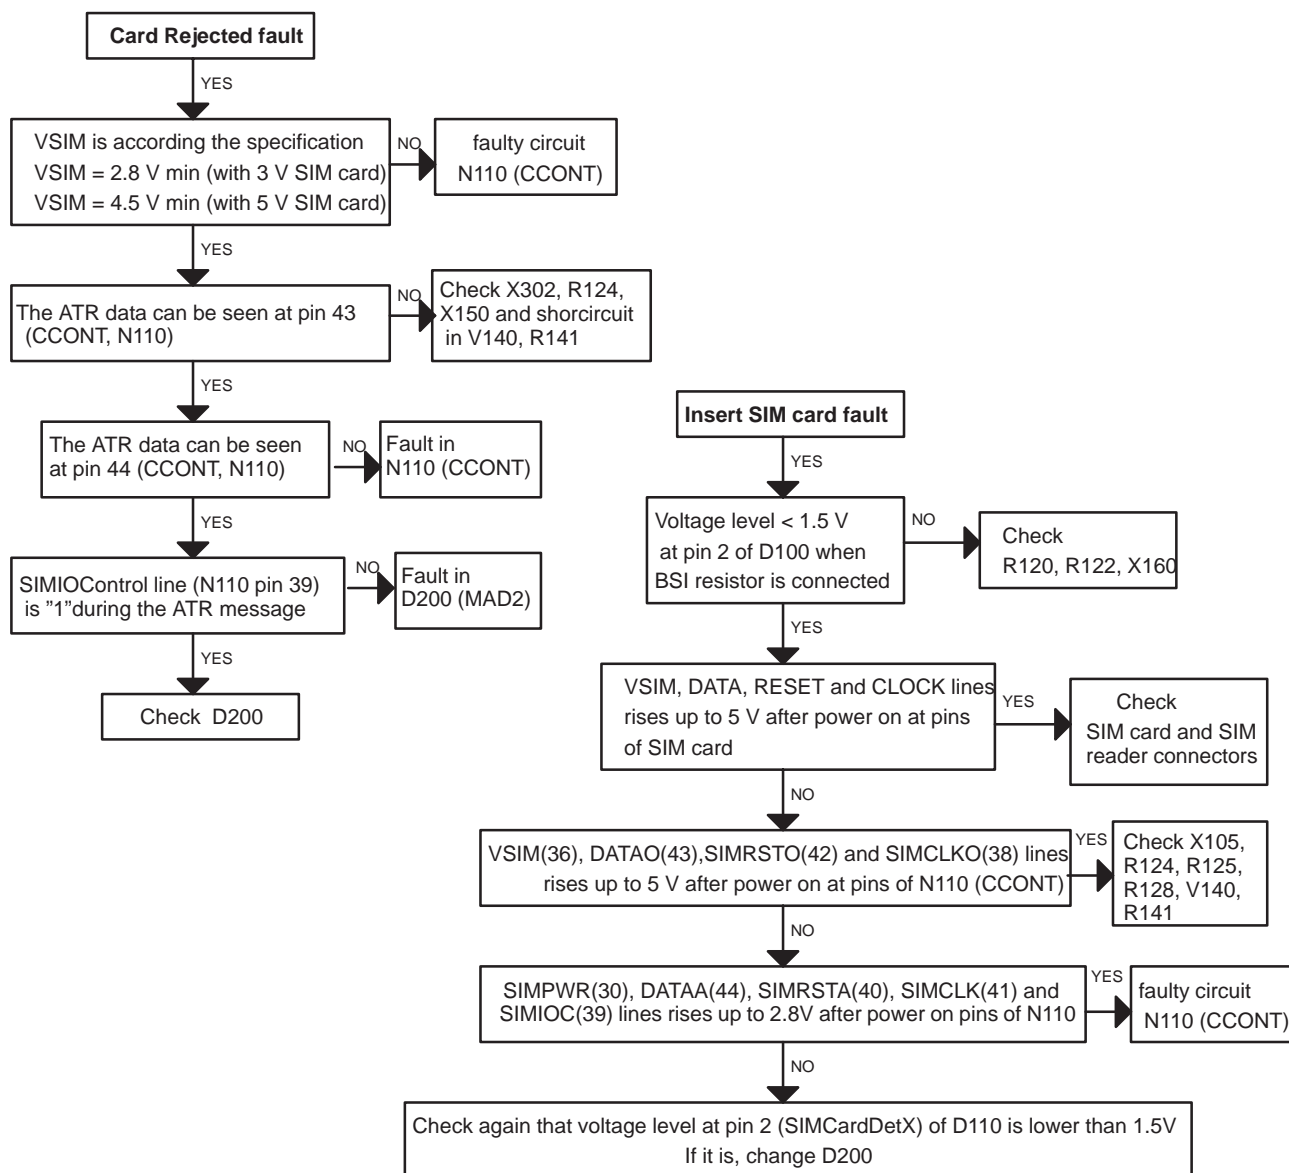 Card Rejected fault
YES
VSIM is according the specification
VSIM = 2.8 V min (with 3 V SIM card)
VSIM = 4.5 V min (with 5 V SIM card)
NO
faulty circuit
N110 (CCONT)
YES
The ATR data can be seen at pin 43
(CCONT, N110)
NO
Check X302, R124,
X150 and shorcircuit
in V140, R141
YES
The ATR data can be seen
at pin 44 (CCONT, N110)
NO
Fault in
N110 (CCONT)
YES
SIMIOControl line (N110 pin 39)
is ”1”during the ATR message
NO
Fault in
D200 (MAD2)
YES
Check D200
Insert SIM card fault
YES
Voltage level < 1.5 V
at pin 2 of D100 when
BSI resistor is connected
NO
Check
R120, R122, X160
YES
VSIM, DATA, RESET and CLOCK lines
rises up to 5 V after power on at pins
of SIM card
YES
Check
SIM card and SIM
reader connectors
NO
VSIM(36), DATAO(43),SIMRSTO(42) and SIMCLKO(38) lines
rises up to 5 V after power on at pins of N110 (CCONT)
YES
Check X105,
R124, R125,
R128, V140,
R141
NO
SIMPWR(30), DATAA(44), SIMRSTA(40), SIMCLK(41) and
SIMIOC(39) lines rises up to 2.8V after power on pins of N110
YES
faulty circuit
N110 (CCONT)
NO
Check again that voltage level at pin 2 (SIMCardDetX) of D110 is lower than 1.5V
If it is, change D200